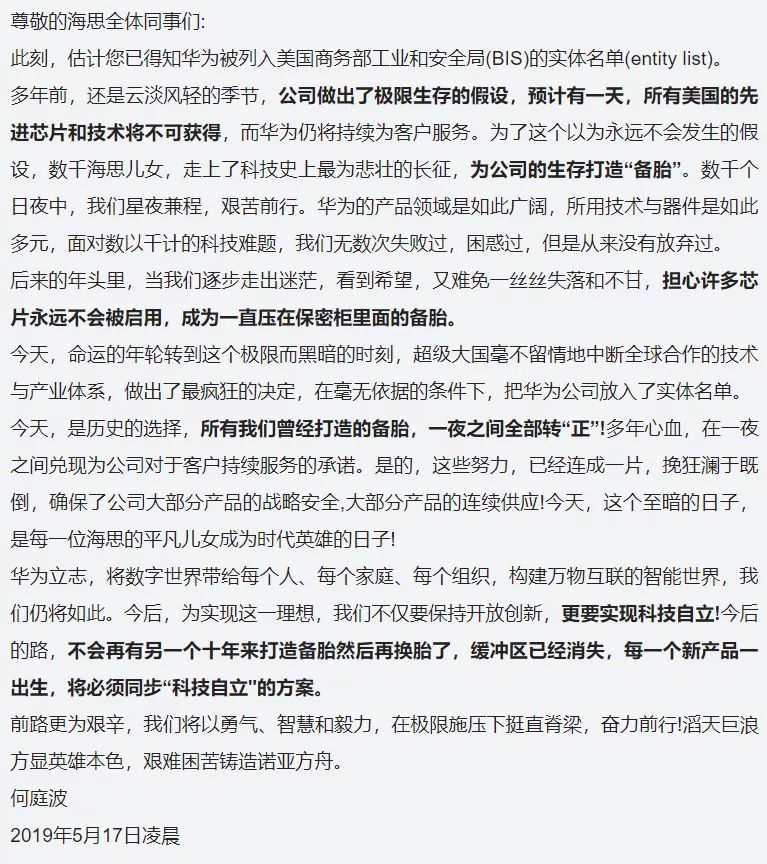 尊敬的海思全体同事们:
此刻，估计您已得知华为被列入美国商务部工业和安全局(BIS)的实体名单(entity list)。
多年前，还是云淡风轻的季节，公司做出了极限生存的假设，预计有一天，所有美国的先
进芯片和技术将不可获得，而华为仍将持续为客户服务。为了这个以为永远不会发生的假
设，数千海思儿女，走上了科技史上最为悲壮的长征，为公司的生存打造“备胎”。数千个
日夜中，我们星夜兼程，艰苦前行。华为的产品领域是如此广阔，所用技术与器件是如此
多元，面对数以千计的科技难题，我们无数次失败过，困惑过，但是从来没有放弃过。
后来的年头里，当我们逐步走出迷茫，看到希望，又难免一丝丝失落和不甘，担心许多芯
片永远不会被启用，成为一直压在保密柜里面的备胎。
今天，命运的年轮转到这个极限而黑暗的时刻，超级大国毫不留情地中断全球合作的技术
与产业体系，做出了最疯狂的决定，在毫无依据的条件下，把华为公司放入了实体名单。
今天，是历史的选择，所有我们曾经打造的备胎，一夜之间全部转“正”!多年心血，在一夜
之间兑现为公司对于客户持续服务的承诺。是的，这些努力，已经连成一片，挽狂澜于既
倒，确保了公司大部分产品的战略安全,大部分产品的连续供应!今天，这个至暗的日子，
是每一位海思的平凡儿女成为时代英雄的日子!
华为立志，将数字世界带给每个人、每个家庭、每个组织，构建万物互联的智能世界，我
们仍将如此。今后，为实现这一理想，我们不仅要保持开放创新，更要实现科技自立!今后
的路，不会再有另一个十年来打造备胎然后再换胎了，缓冲区已经消失，每一个新产品一
出生，将必须同步“科技自立"的方案。
前路更为艰辛，我们将以勇气、智慧和毅力，在极限施压下挺直脊梁，奋力前行!滔天巨浪
方显英雄本色，艰难困苦铸造诺亚方舟。
何庭波
2019年5月17日凌晨